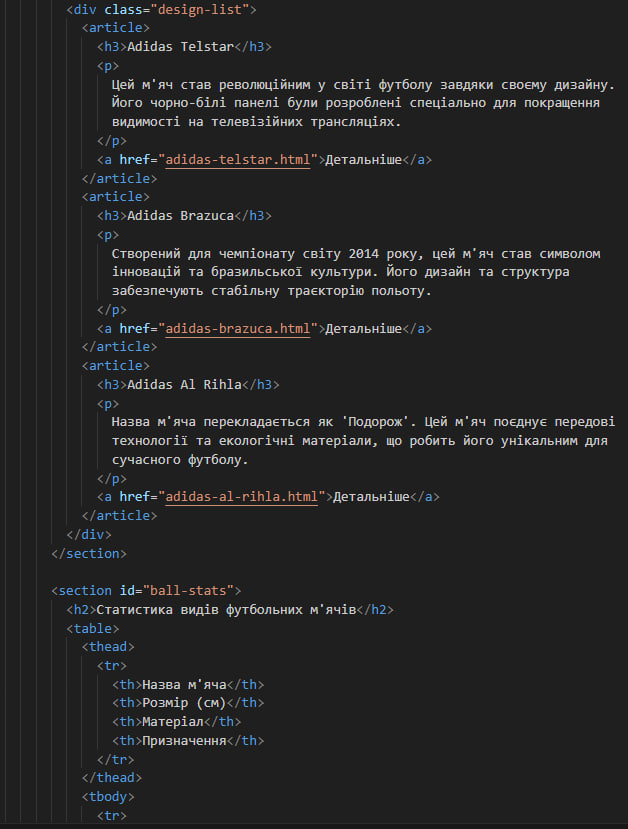 <div class="design-list">
<article>
<h3>Adidas Telstar</h3>
<p>
Цей м'яч став революційним у світі футболу завдяки своєму дизайну.
Його чорно-білі панелі були розроблені спеціально для покращення
видимості на телевізійних трансляціях.
</p>
<a href="adidas-telstar.html">Детальніше</a>
</article>
<article>
<h3>Adidas Brazuca</h3>
<p>
Створений для чемпіонату світу 2014 року, цей м'яч став символом
інновацій та бразильської культури. Його дизайн та структура
забезпечують стабільну траєкторію польоту.
</p>
<a href="adidas-brazuca.html">Детальніше</a>
</article>
<article>
<h3>Adidas Al Rihla</h3>
<p>
Назва м'яча перекладається як 'Подорож'. Цей м'яч поєднує передові
технології та екологічні матеріали, що робить його унікальним для
сучасного футболу.
</p>
<a href="adidas-al-rihla.html">Детальніше</a>
</article>
</div>
</section>
<section id="ball-stats">
<h2>Статистика видів футбольних м'ячів</h2>
<table>
<thead>
<tr>
<th>Назва м'яча</th>
<th>Розмір (см)</th>
<th>Матеріал</th>
<th>Призначення</th>
</tr>
</thead>
<tbody>
<tr>